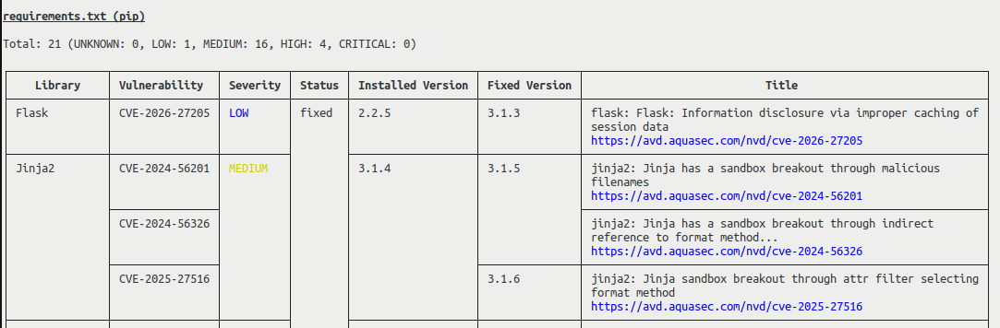 requirements.txt (pip)
Total: 21 (UNKNOWN: 0, LOW: 1, MEDIUM: 16, HIGH: 4, CRITICAL: 0)
Library Vulnerability Severity Status Installed Version Fixed Version Title
Flask CVE-2026-27205 LOW fixed 2.2.5 3.1.3 flask: Flask: Information disclosure via improper caching of
session data
https://avd.aquasec.com/nvd/cve-2026-27205
Jinja2 CVE-2024-56201 MEDIUM 3.1.4 3.1.5 jinja2: Jinja has a sandbox breakout through malicious
filenames
https://avd.aquasec.com/nvd/cve-2024-56201
CVE-2024-56326 jinja2: Jinja has a sandbox breakout through indirect
reference to format method...
https://avd.aquasec.com/nvd/cve-2024-56326
CVE-2025-27516 3.1.6 jinja2: Jinja sandbox breakout through attr filter selecting
format method
https://avd.aquasec.com/nvd/cve-2025-27516